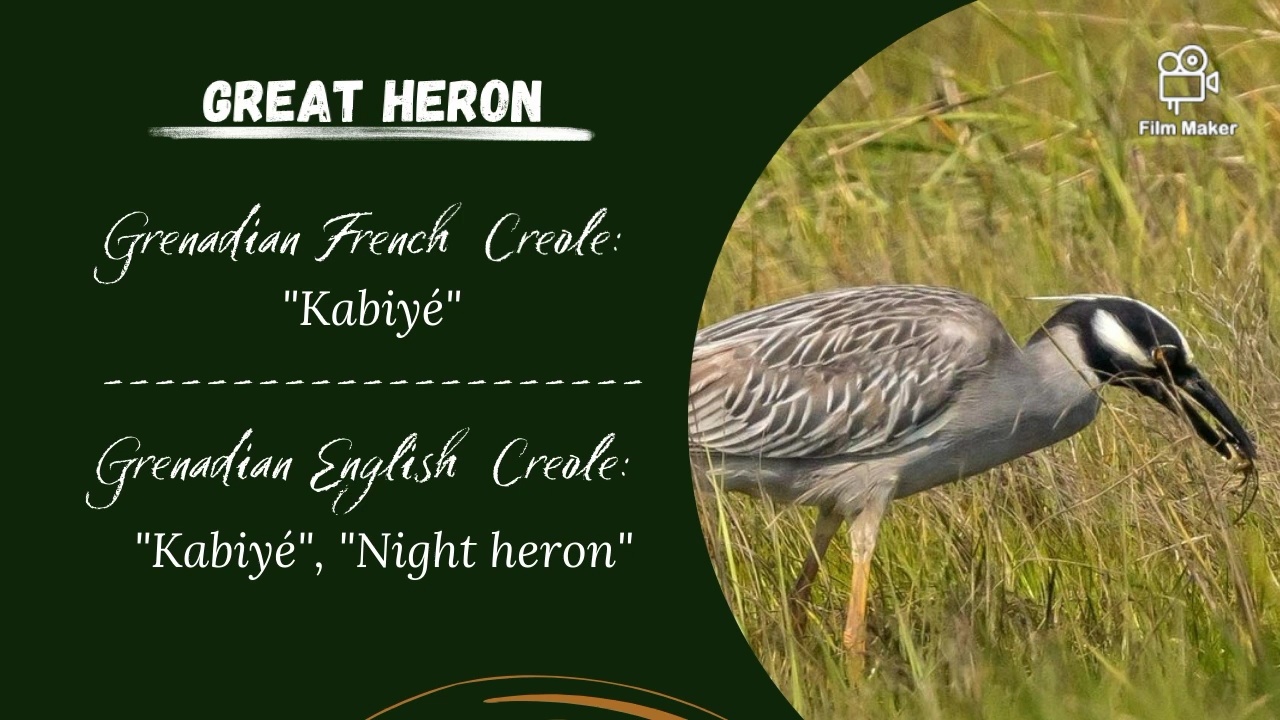 GREAT HERON
Grenadian French Creole:
"Kabiyé"
Grenadian English Creole:
"Kabiyé", "Night heron"
Film Maker